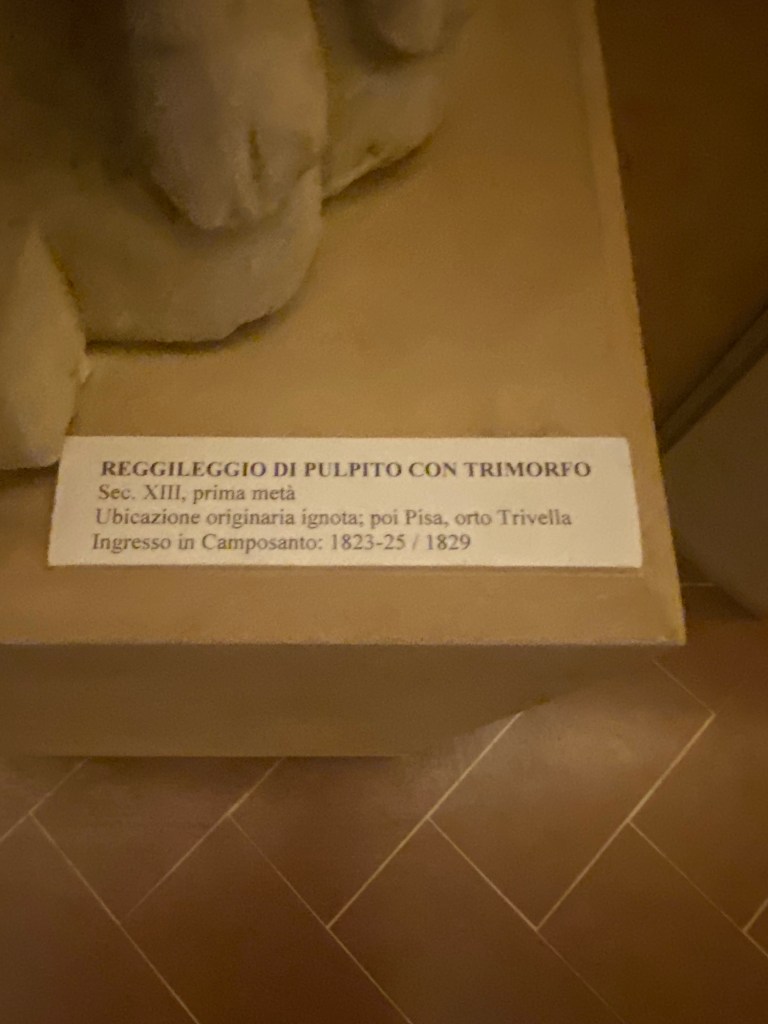 REGGILEGGIO DI PULPITO CON TRIMORFO
Sec. XIII, prima metà
Ubicazione originaria ignota; poi Pisa, orto Trivella
Ingresso in Camposanto: 1823-25 / 1829